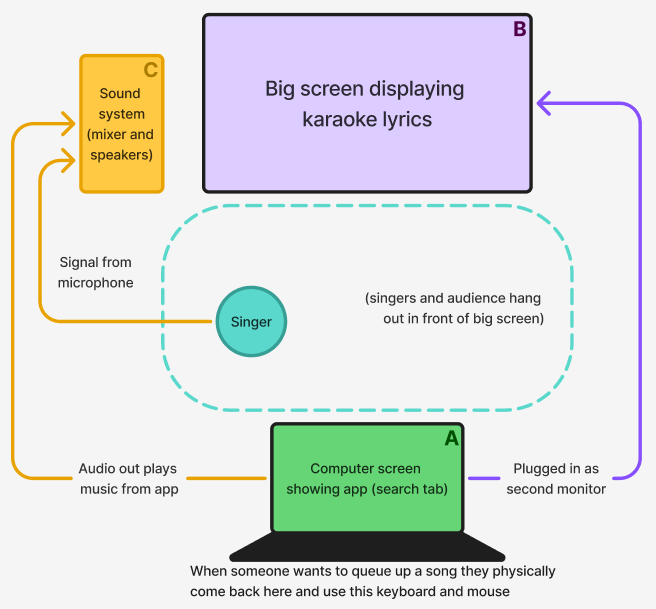 B
Big screen displaying
karaoke lyrics
C
Sound
system
(mixer and
speakers)
Signal from
microphone
Singer
(singers and audience hang
out in front of big screen)
A
Computer screen
showing app (search tab)
Audio out plays
music from app
Plugged in as
second monitor
When someone wants to queue up a song they physically
come back here and use this keyboard and mouse